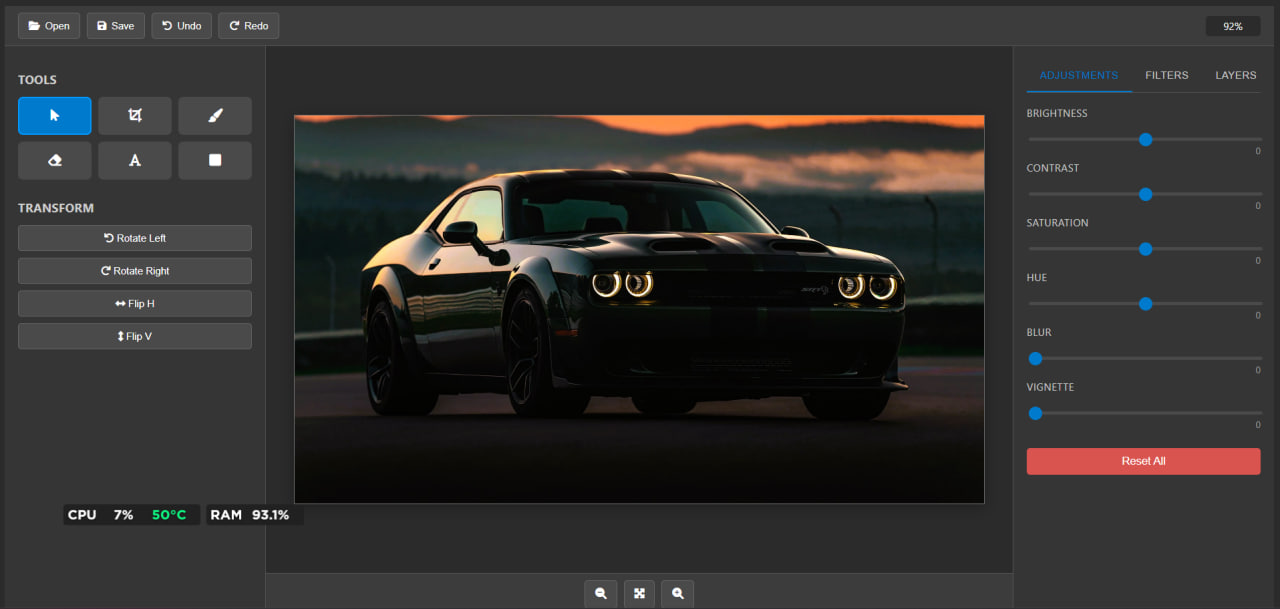 Open Save Undo Redo 92%
TOOLS
A
TRANSFORM
Rotate Left
Rotate Right
Flip H
Flip V
CPU 7% 50°C RAM 93.1%
ADJUSTMENTS FILTERS LAYERS
BRIGHTNESS
0
CONTRAST
0
SATURATION
0
HUE
0
BLUR
0
VIGNETTE
0
Reset All